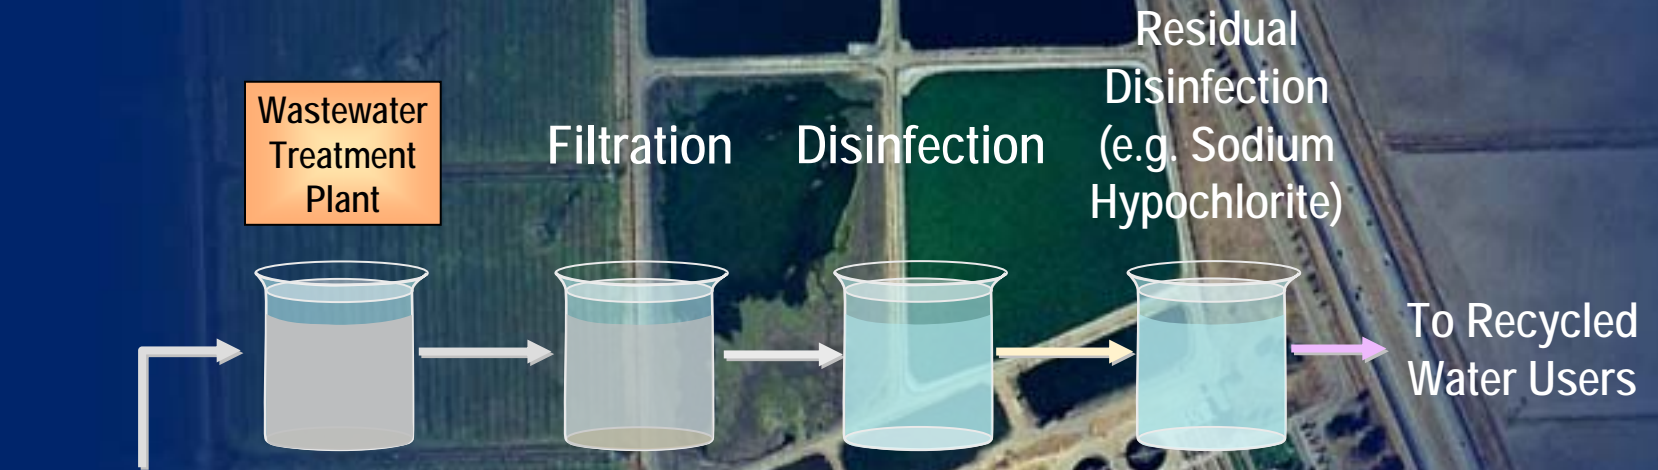 Wastewater
Treatment
Plant
Filtration
Disinfection
Residual
Disinfection
(e.g. Sodium
Hypochlorite)
To Recycled
Water Users